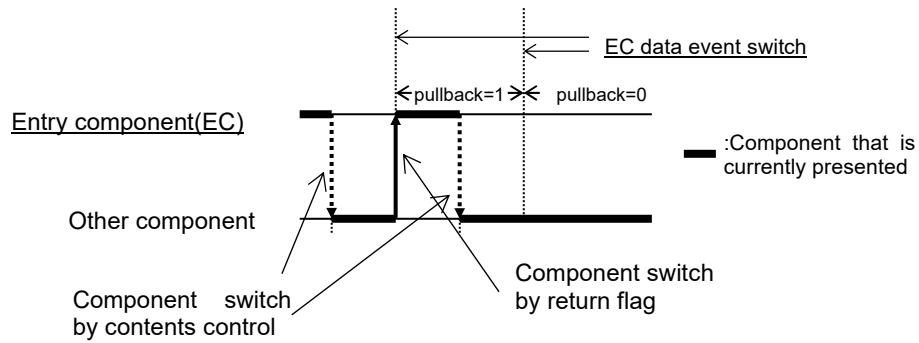 EC data event switch
pullback=1
pullback=0
Entry component(EC)
:Component that is
currently presented
Other component
Component switch
by return flag
Component switch
by contents control